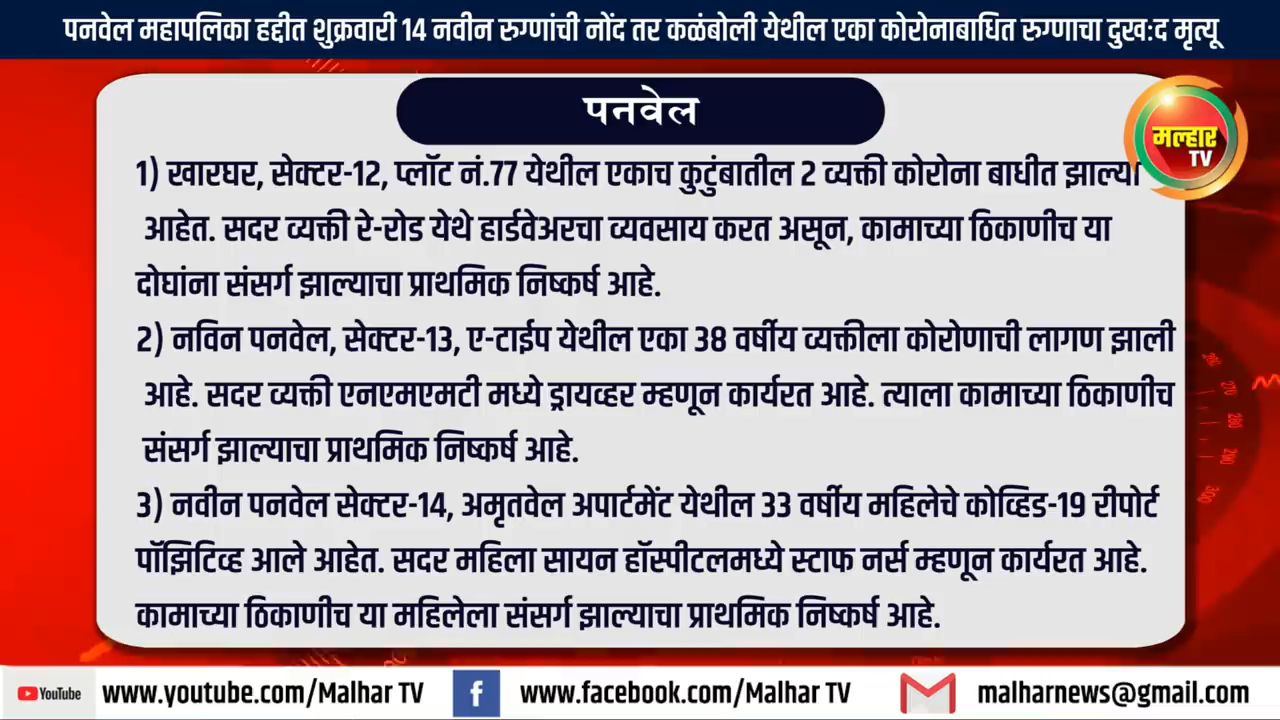 पनवेल महापलिका हद्दीत शुक्रवारी 14 नवीन रुग्णांची नोंद तर कळंबोली येथील एका कोरोनाबाधित रुग्णाचा दुख:द मृत्यू
पनवेल
मल्हार
TV
1) खारघर, सेक्टर-12, प्लॉट नं.77 येथील एकाच कुटुंबातील 2 व्यक्ती कोरोना बाधीत झाल्या
आहेत. सदर व्यक्ती रे-रोड येथे हार्डवेअरचा व्यवसाय करत असून, कामाच्या ठिकाणीच या
दोघांना संसर्ग झाल्याचा प्राथमिक निष्कर्ष आहे.
2) नविन पनवेल, सेक्टर-13, ए-टाईप येथील एका 38 वर्षीय व्यक्तीला कोरोणाची लागण झाली
आहे. सदर व्यक्ती एनएमएमटी मध्ये ड्रायव्हर म्हणून कार्यरत आहे. त्याला कामाच्या ठिकाणीच
संसर्ग झाल्याचा प्राथमिक निष्कर्ष आहे.
3) नवीन पनवेल सेक्टर-14, अमृतवेल अपार्टमेंट येथील 33 वर्षीय महिलेचे कोव्हिड-19 रीपोर्ट
पॉझिटिव्ह आले आहेत. सदर महिला सायन हॉस्पीटलमध्ये स्टाफ नर्स म्हणून कार्यरत आहे.
कामाच्या ठिकाणीच या महिलेला संसर्ग झाल्याचा प्राथमिक निष्कर्ष आहे.
270
280
290
300
YouTube www.youtube.com/Malhar TV f www.facebook.com/Malhar TV malharnews@gmail.com